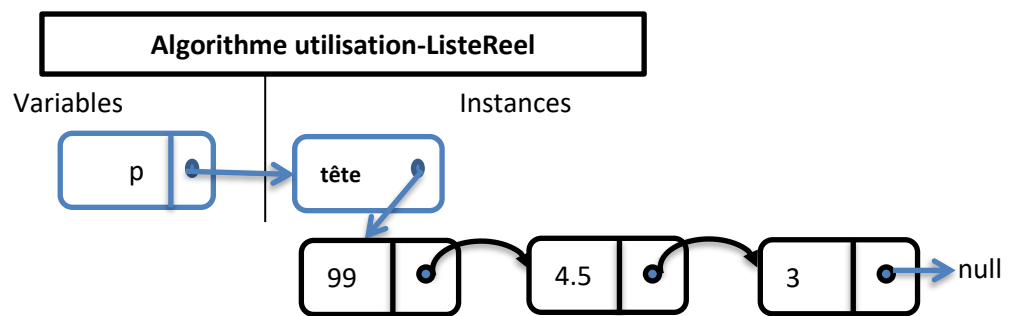 Algorithme utilisation-ListeReel
Variables Instances
p tête
99 4.5 3 null